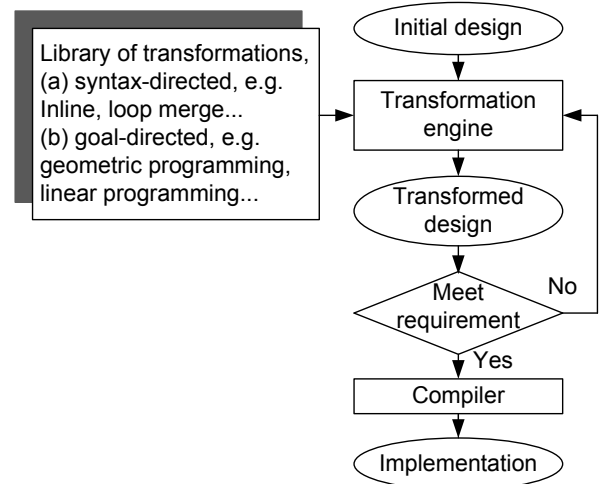 Library of transformations,
(a) syntax-directed, e.g.
Inline, loop merge...
(b) goal-directed, e.g.
geometric programming,
linear programming...
Initial design
Transformation
engine
Transformed
design
Meet
requirement
No
Yes
Compiler
Implementation